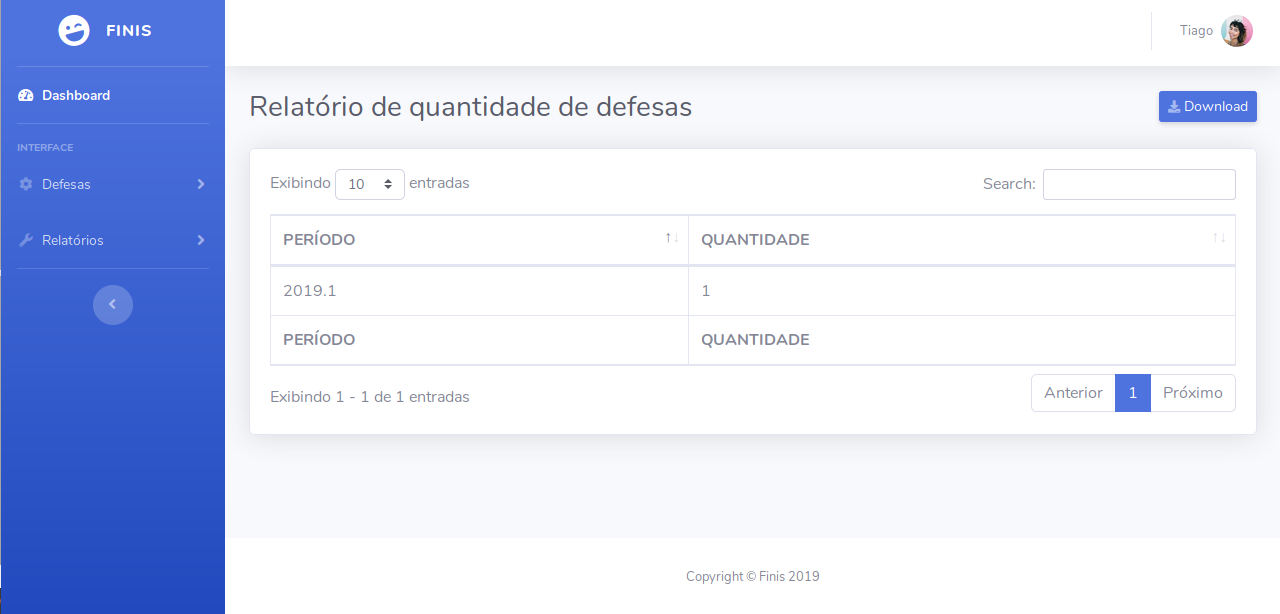 FINIS
Tiago
Dashboard
INTERFACE
Defesas
Relatórios
Relatório de quantidade de defesas
Download
Exibindo 10 entradas
Search:
PERÍODO QUANTIDADE
2019.1 1
PERÍODO QUANTIDADE
Exibindo 1 - 1 de 1 entradas
Anterior 1 Próximo
Copyright © Finis 2019